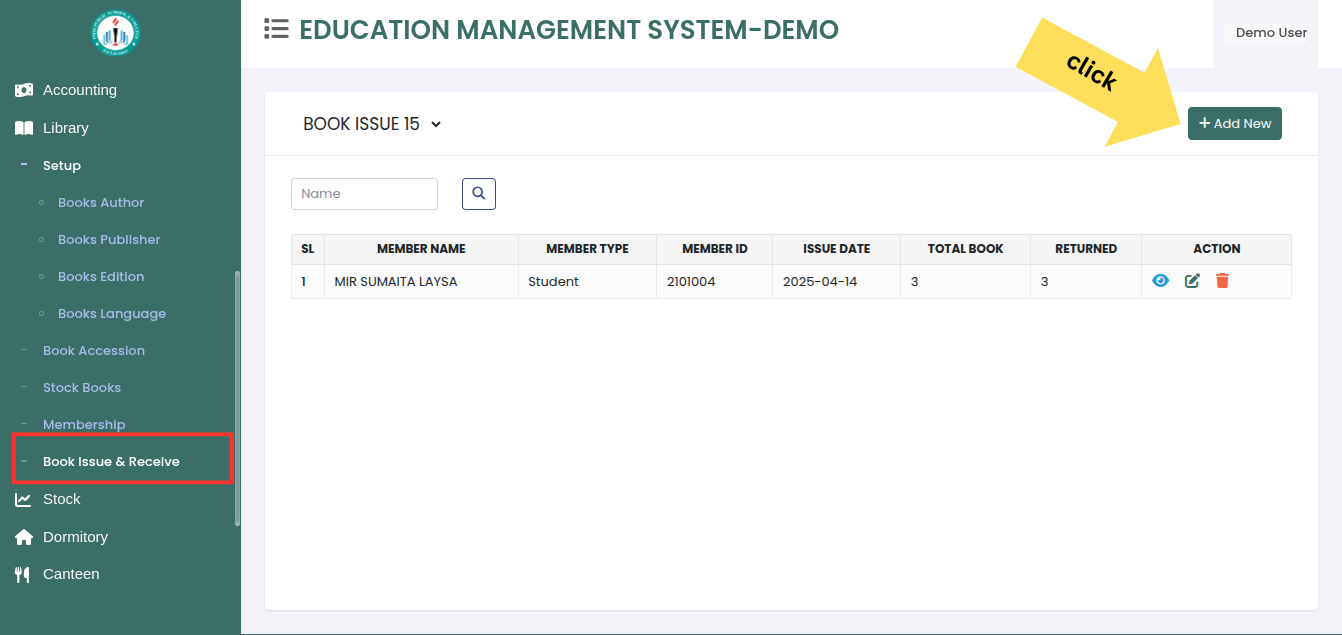 EDUCATION MANAGEMENT SYSTEM-DEMO
Demo User
click
Accounting
Library
Setup
Books Author
Books Publisher
Books Edition
Books Language
Book Accession
Stock Books
Membership
Book Issue & Receive
Stock
Dormitory
Canteen
BOOK ISSUE 15
+ Add New
Name
SL MEMBER NAME MEMBER TYPE MEMBER ID ISSUE DATE TOTAL BOOK RETURNED ACTION
1 MIR SUMAITA LAYSA Student 2101004 2025-04-14 3 3